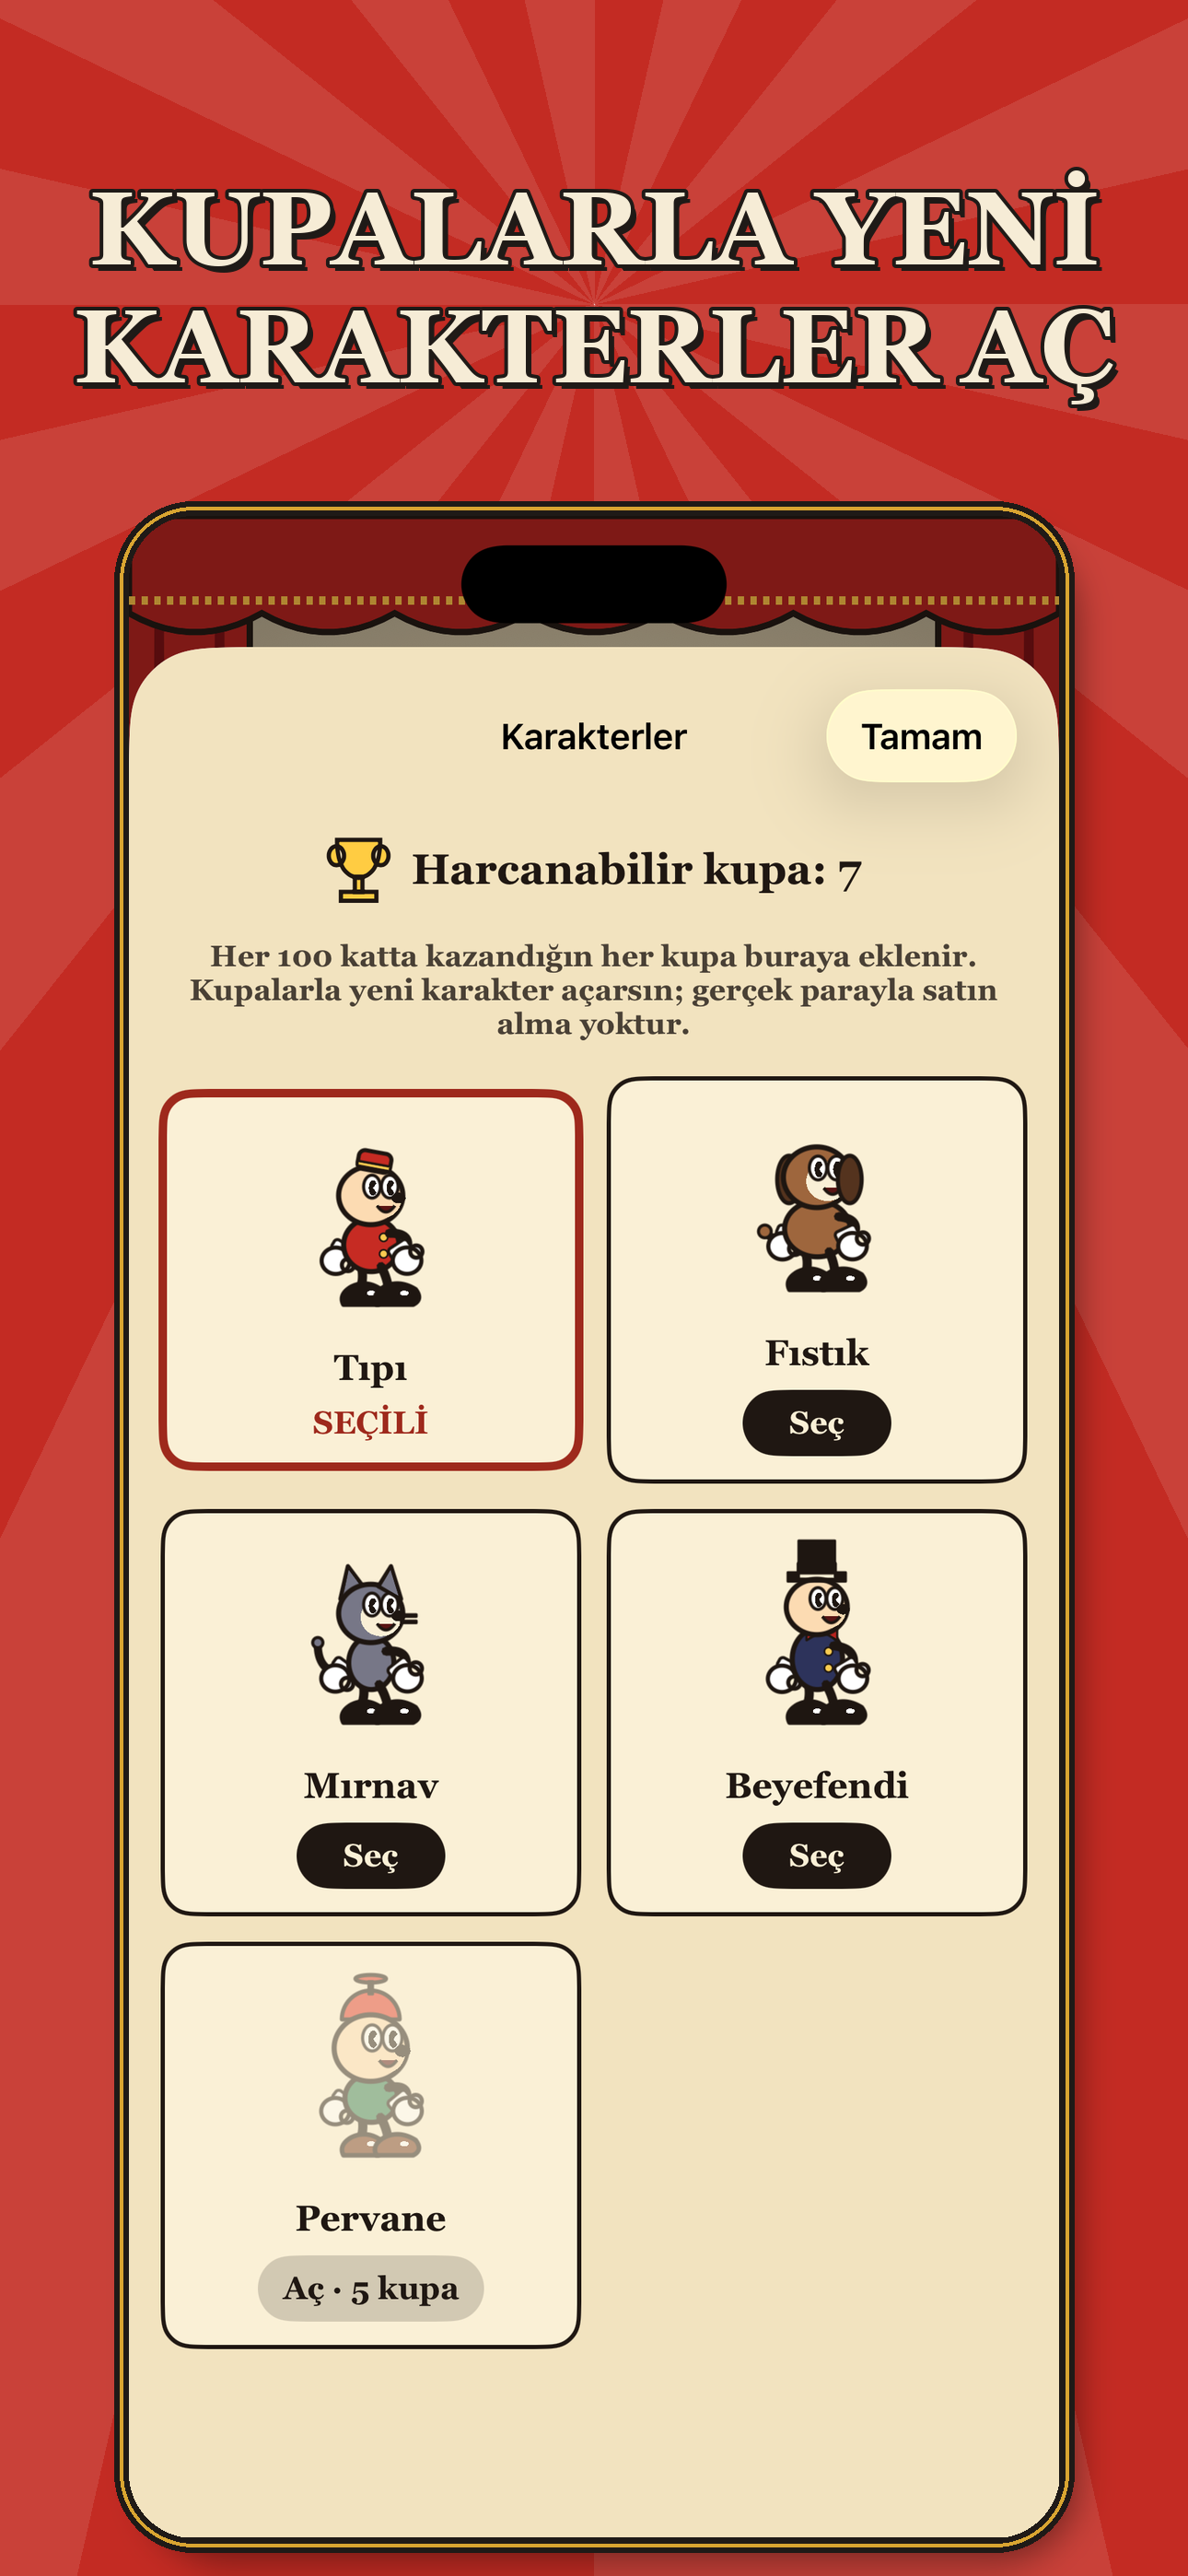 KUPALARLA YENİ
KARAKTERLER AÇ
Karakterler
Tamam
Harcanabilir kupa: 7
Her 100 katta kazandığın her kupa buraya eklenir.
Kupalarla yeni karakter açarsın; gerçek parayla satın
alma yoktur.
Tıpı
SEÇİLİ
Fıstık
Seç
Mırnav
Seç
Beyefendi
Seç
Pervane
Aç · 5 kupa